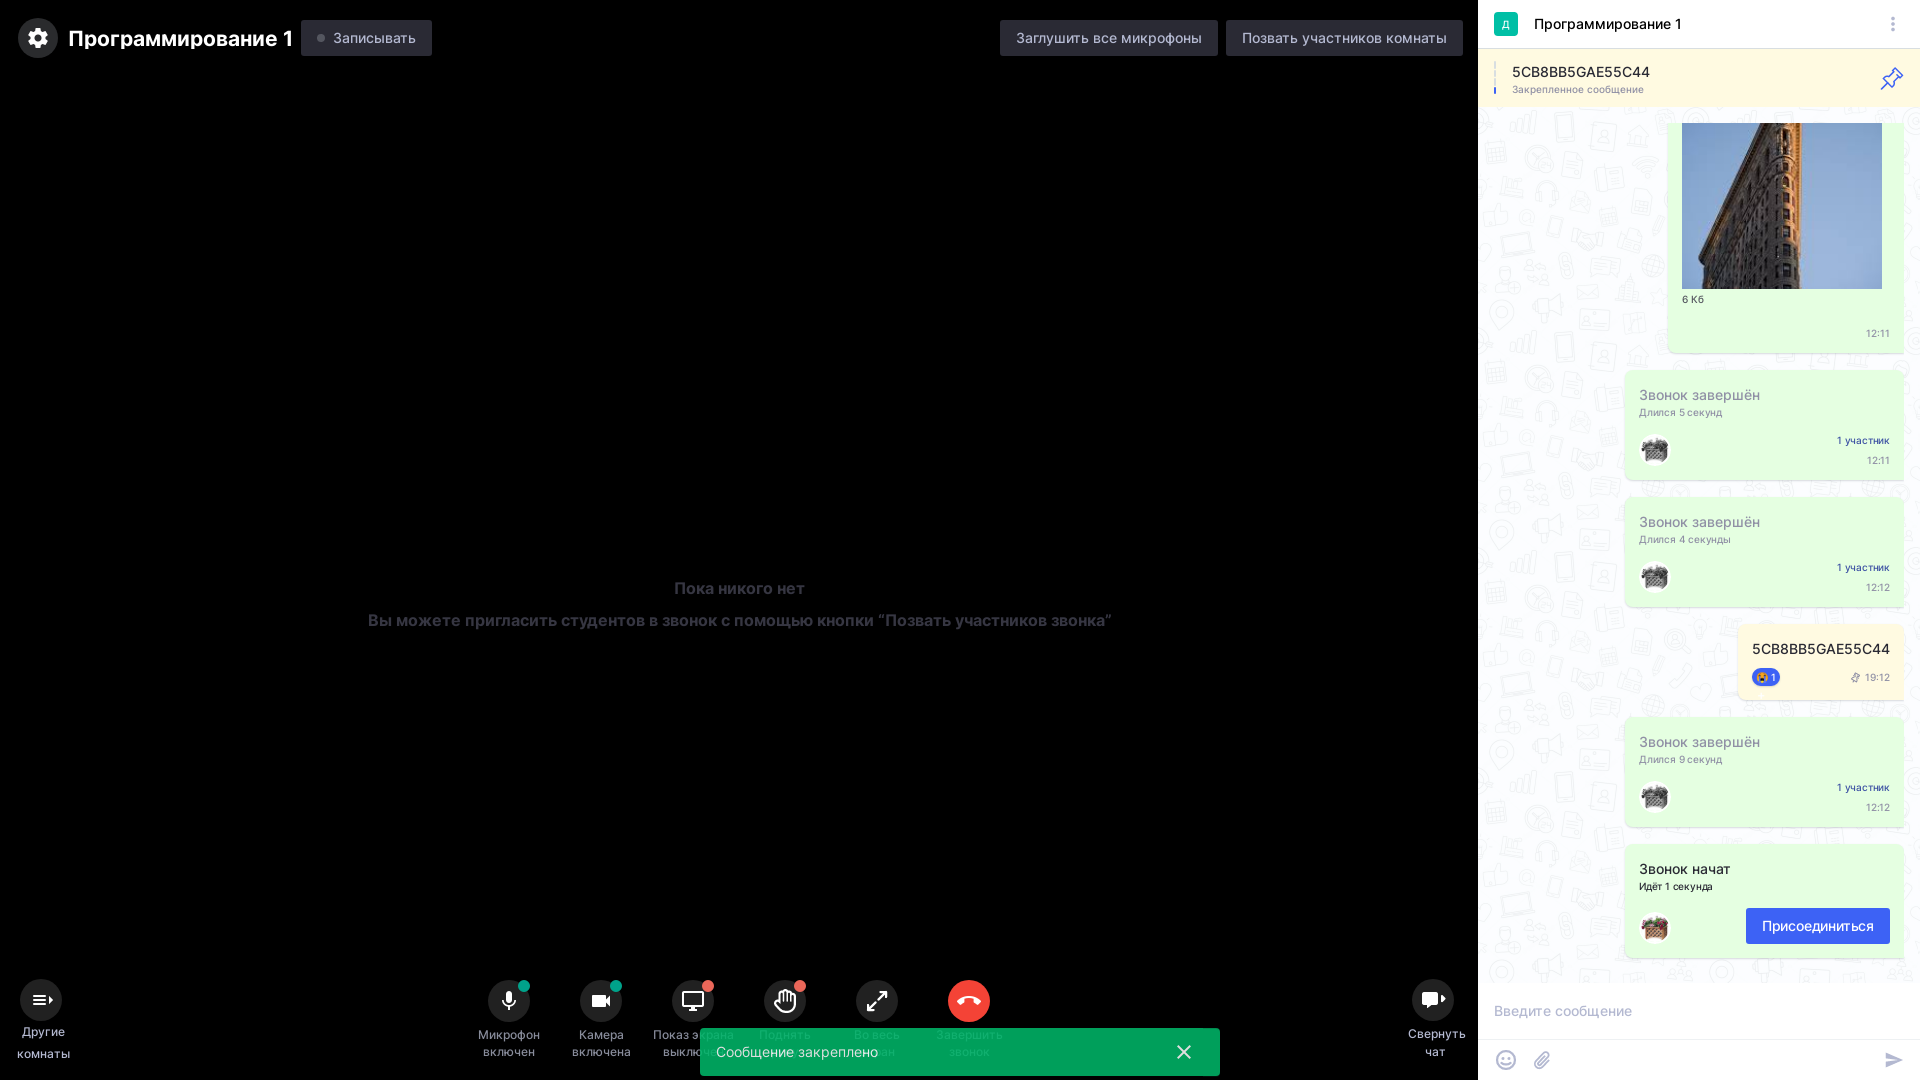 Программирование 1
Записывать
Заглушить все микрофоны
Позвать участников комнаты
Д
Программирование 1
5CB8BB5GAE55C44
Закрепленное сообщение
6 Кб
12:11
Звонок завершён
Длился 5 секунд
1 участник
12:11
Звонок завершён
Длился 4 секунды
1 участник
12:12
5CB8BB5GAE55C44
1
19:12
Звонок завершён
Длился 9 секунд
1 участник
12:12
Звонок начат
Идёт 1 секунда
Присоединиться
Пока никого нет
Вы можете пригласить студентов в звонок с помощью кнопки “Позвать участников звонка”
Другие
комнаты
Микрофон
включен
Камера
включена
Показ экрана
Поднять
Во весь
Завершить
звонок
Сообщение закреплено
Свернуть
чат
Введите сообщение